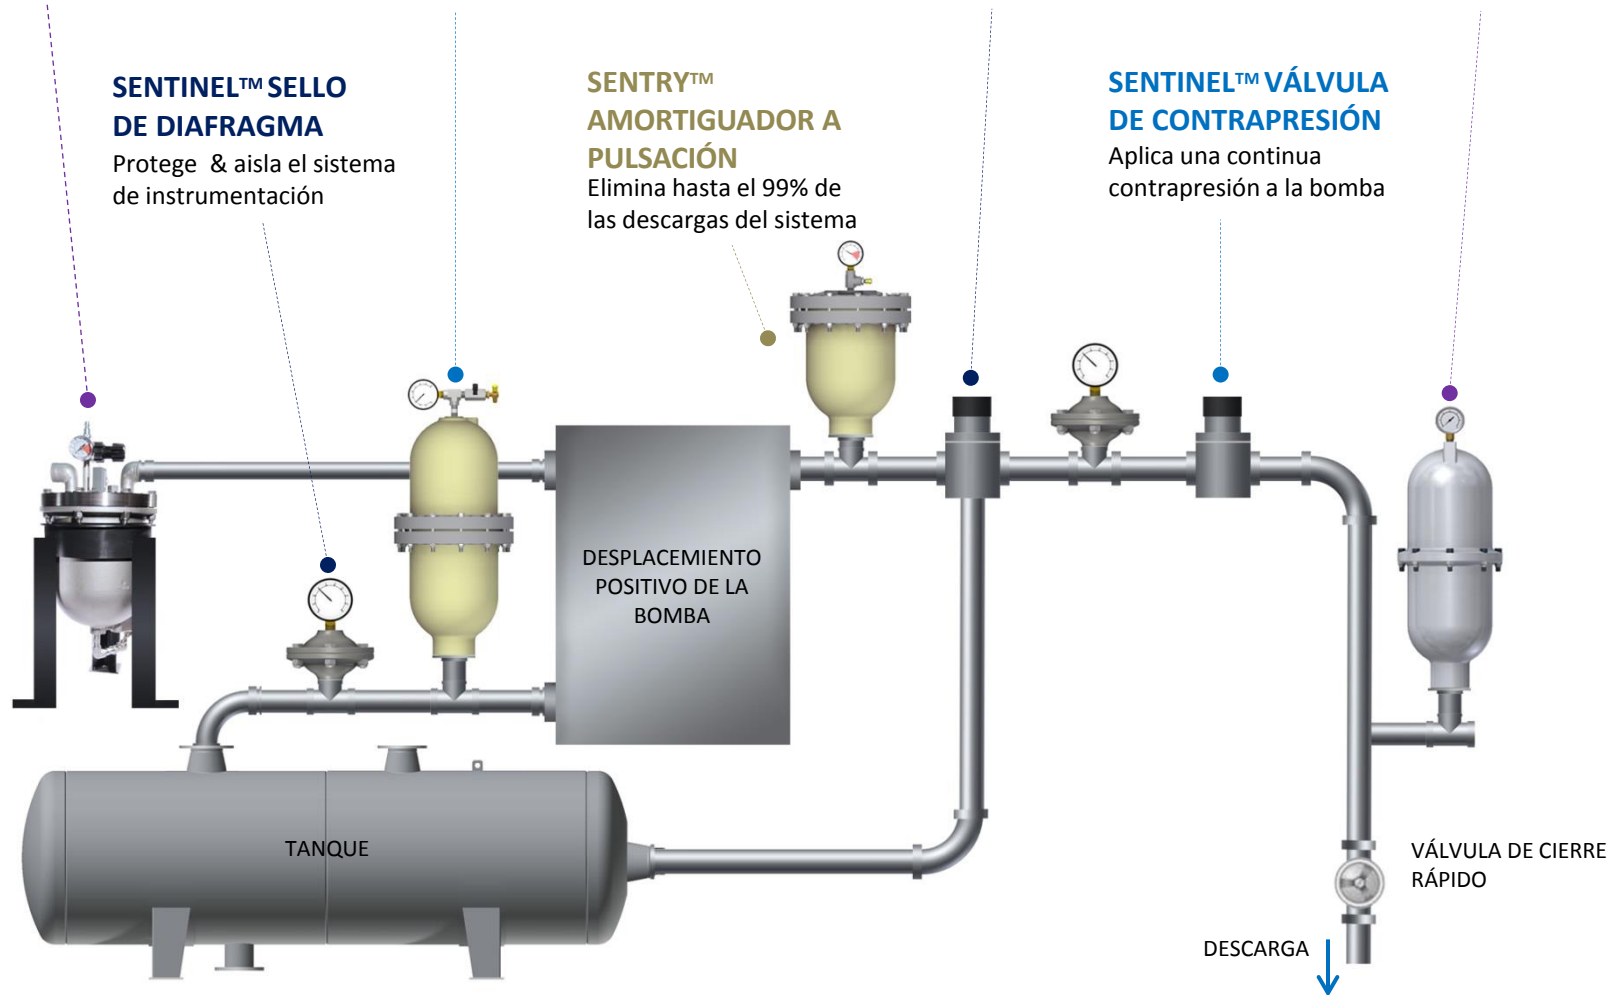 SENTINEL™ SELLO
DE DIAFRAGMA
Protege & aisla el sistema
de instrumentación
SENTRY™
AMORTIGUADOR A
PULSACIÓN
Elimina hasta el 99% de
las descargas del sistema
SENTINEL™ VÁLVULA
DE CONTRAPRESIÓN
Aplica una continua
contrapresión a la bomba
DESPLACEMIENTO
POSITIVO DE LA
BOMBA
TANQUE
VÁLVULA DE CIERRE
RÁPIDO
DESCARGA